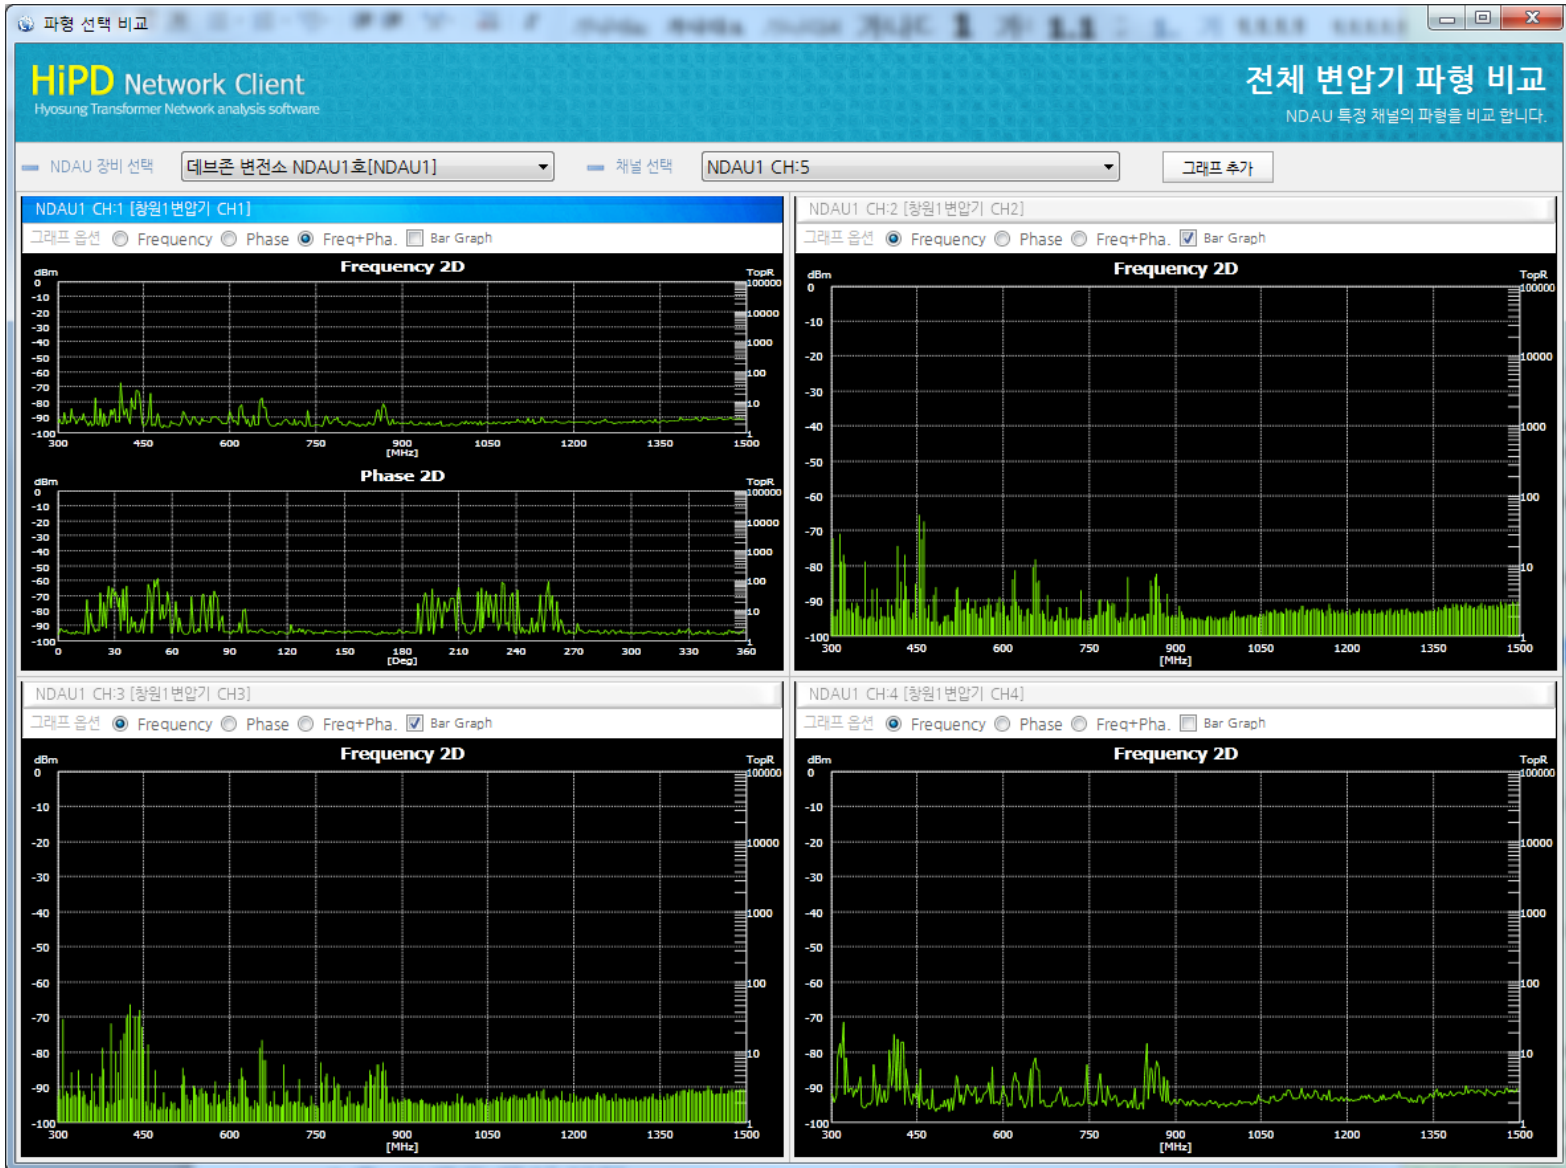 파형 선택 비교
HiPD Network Client
Hyosung Transformer Network analysis software
전체 변압기 파형 비교
NDAU 특정 채널의 파형을 비교 합니다.
NDAU 장비 선택
데브존 변전소 NDAU1호[NDAU1]
채널 선택
NDAU1 CH:5
그래프 추가
NDAU1 CH:1 [창원1변압기 CH1]
그래프 옵션 Frequency Phase Freq+Pha. Bar Graph
Frequency 2D
dBm
TopR
0
-10
-20
-30
-40
-50
-60
-70
-80
-90
-100
100000
10000
1000
100
10
1
300 450 600 750 900 1050 1200 1350 1500
[MHz]
Phase 2D
dBm
TopR
0
-10
-20
-30
-40
-50
-60
-70
-80
-90
-100
100000
10000
1000
100
10
1
0 30 60 90 120 150 180 210 240 270 300 330 360
[Deg]
NDAU1 CH:2 [창원1변압기 CH2]
그래프 옵션 Frequency Phase Freq+Pha. Bar Graph
Frequency 2D
dBm
TopR
0
-10
-20
-30
-40
-50
-60
-70
-80
-90
-100
100000
10000
1000
100
10
1
300 450 600 750 900 1050 1200 1350 1500
[MHz]
NDAU1 CH:3 [창원1변압기 CH3]
그래프 옵션 Frequency Phase Freq+Pha. Bar Graph
Frequency 2D
dBm
TopR
0
-10
-20
-30
-40
-50
-60
-70
-80
-90
-100
100000
10000
1000
100
10
1
300 450 600 750 900 1050 1200 1350 1500
[MHz]
NDAU1 CH:4 [창원1변압기 CH4]
그래프 옵션 Frequency Phase Freq+Pha. Bar Graph
Frequency 2D
dBm
TopR
0
-10
-20
-30
-40
-50
-60
-70
-80
-90
-100
100000
10000
1000
100
10
1
300 450 600 750 900 1050 1200 1350 1500
[MHz]